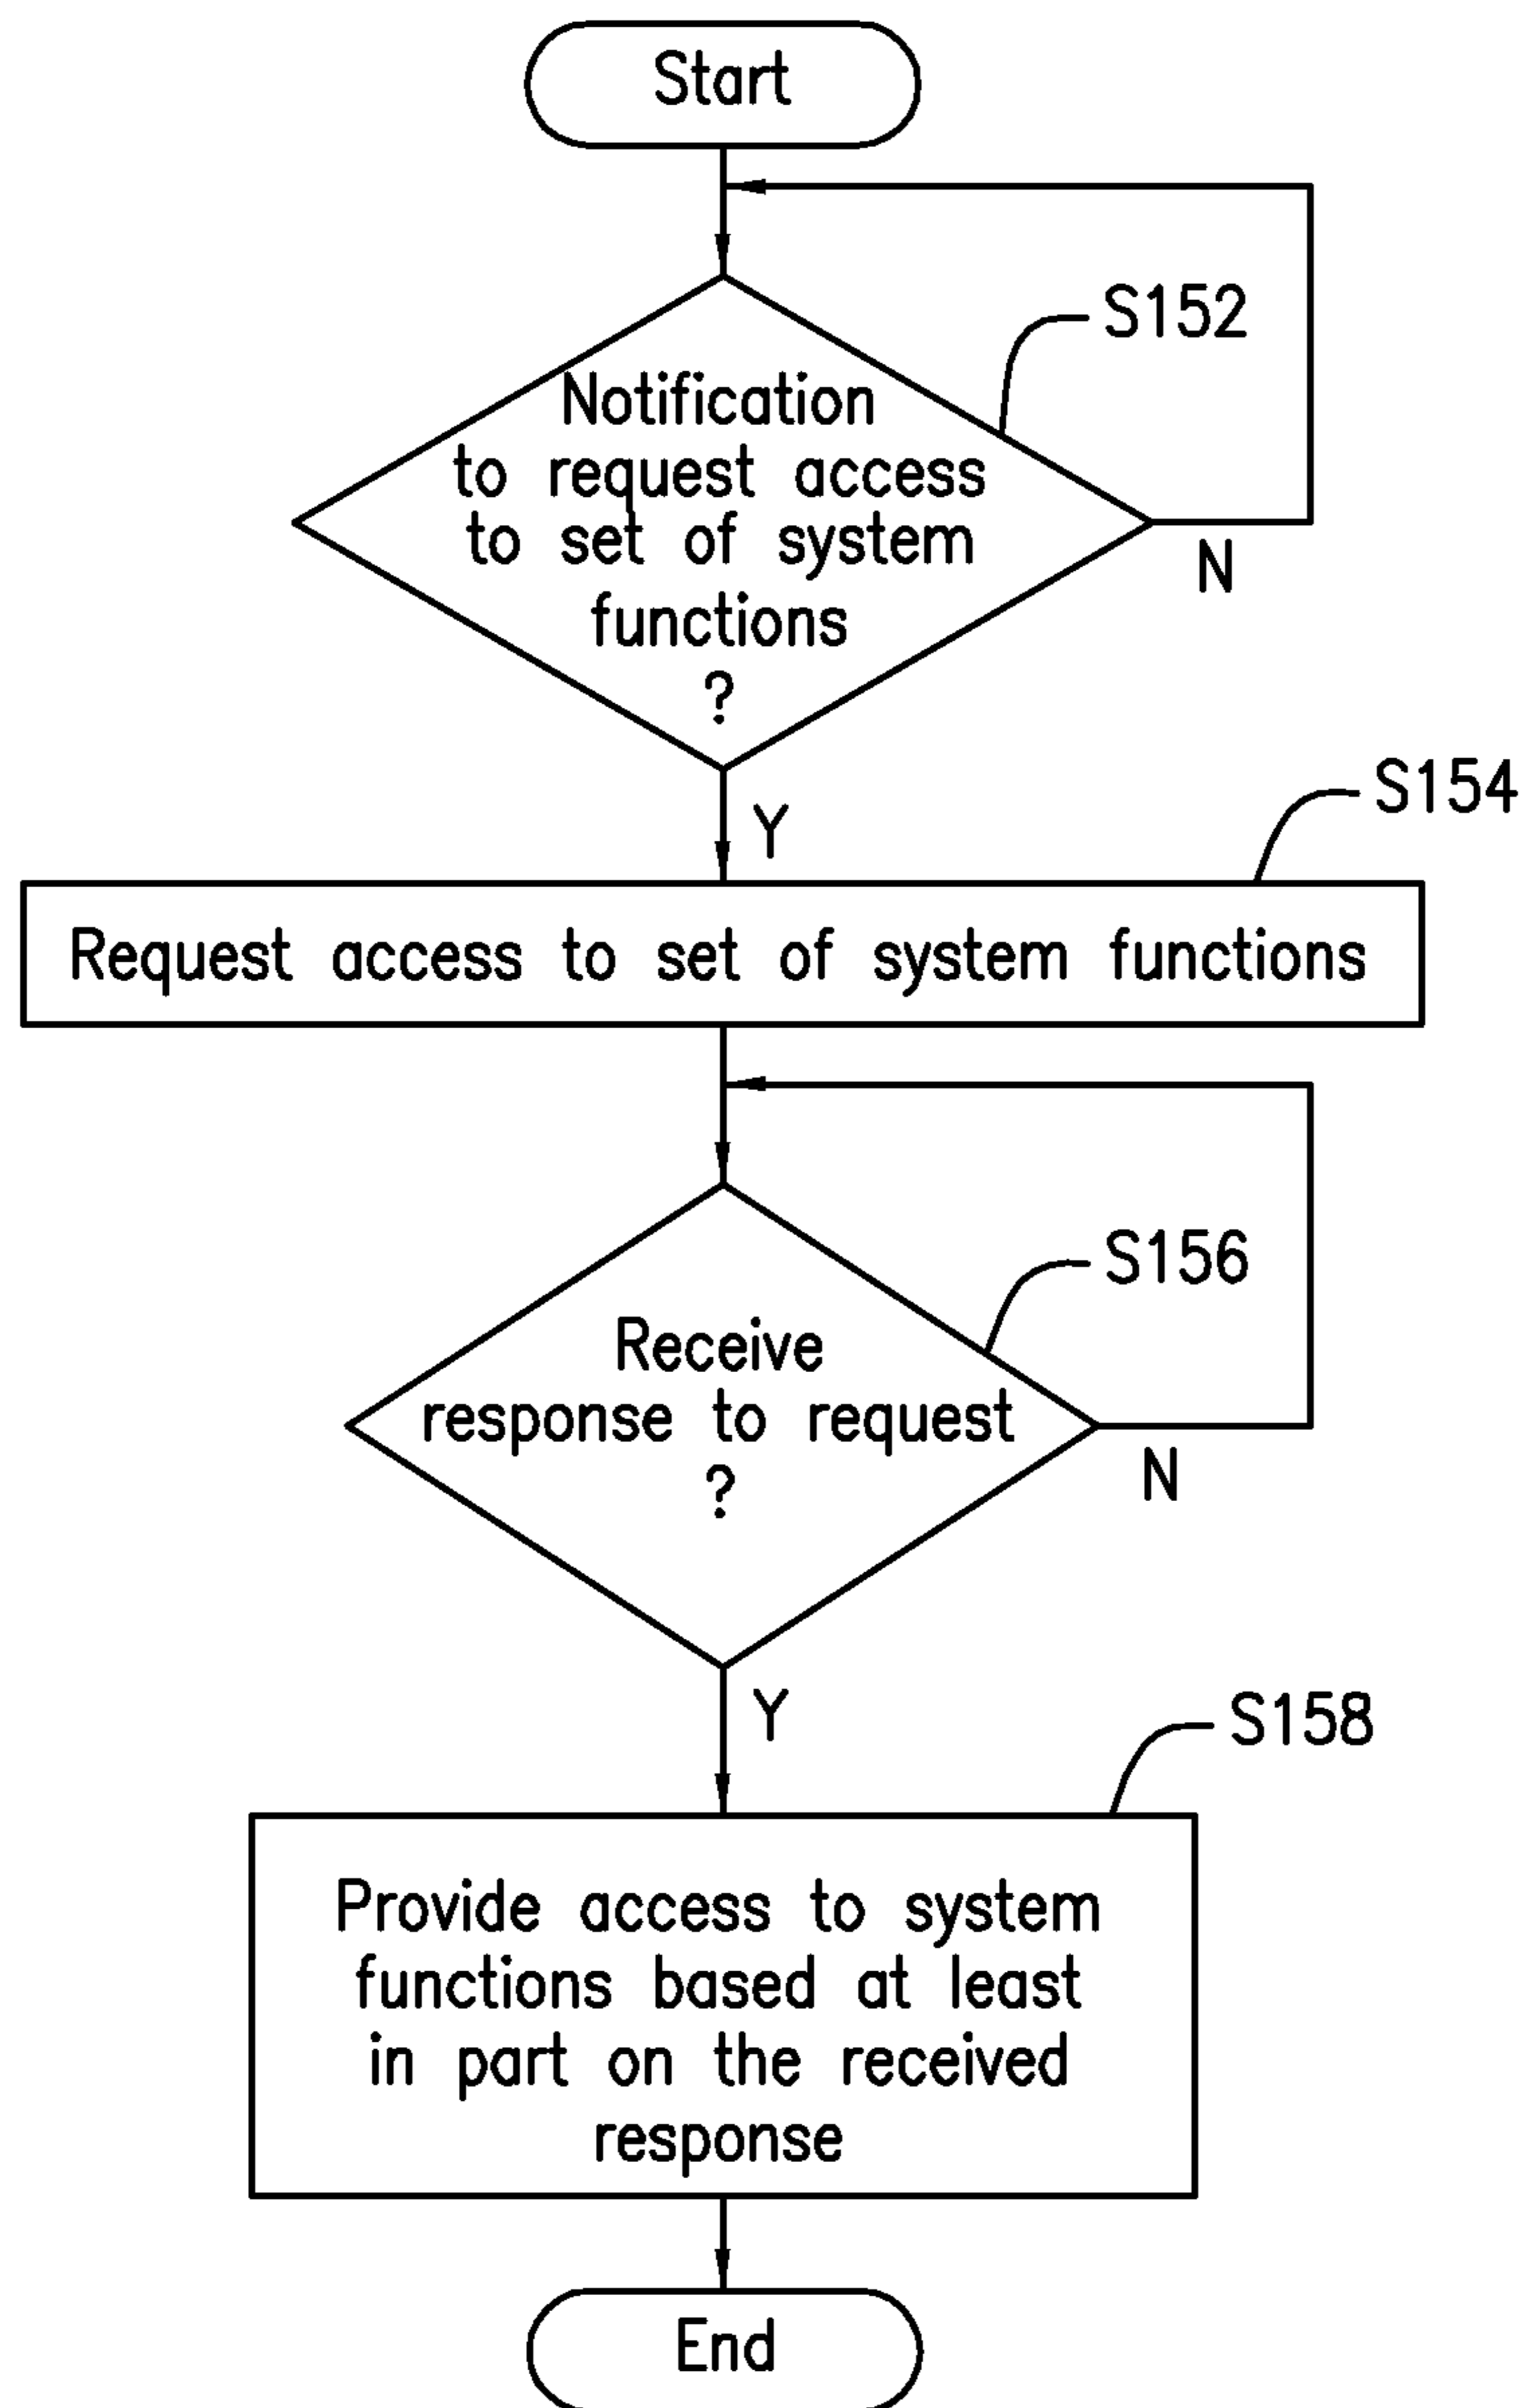 Start
S152
Notification
to request access
to set of system
functions
?
N
Y
S154
Request access to set of system functions
S156
Receive
response to request
?
N
Y
S158
Provide access to system
functions based at least
in part on the received
response
End